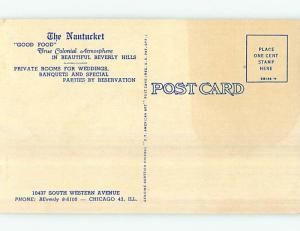 The Nantucket
"GOOD FOOD"
True Colonial Atmosphere
IN BEAUTIFUL BEVERLY HILLS
PRIVATE ROOMS FOR WEDDINGS,
BANQUETS AND SPECIAL
PARTIES BY RESERVATION
10437 SOUTH WESTERN AVENUE
PHONE: BEverly 8-8100 - CHICAGO 43, ILL.
POST CARD
PLACE
ONE CENT
STAMP
HERE